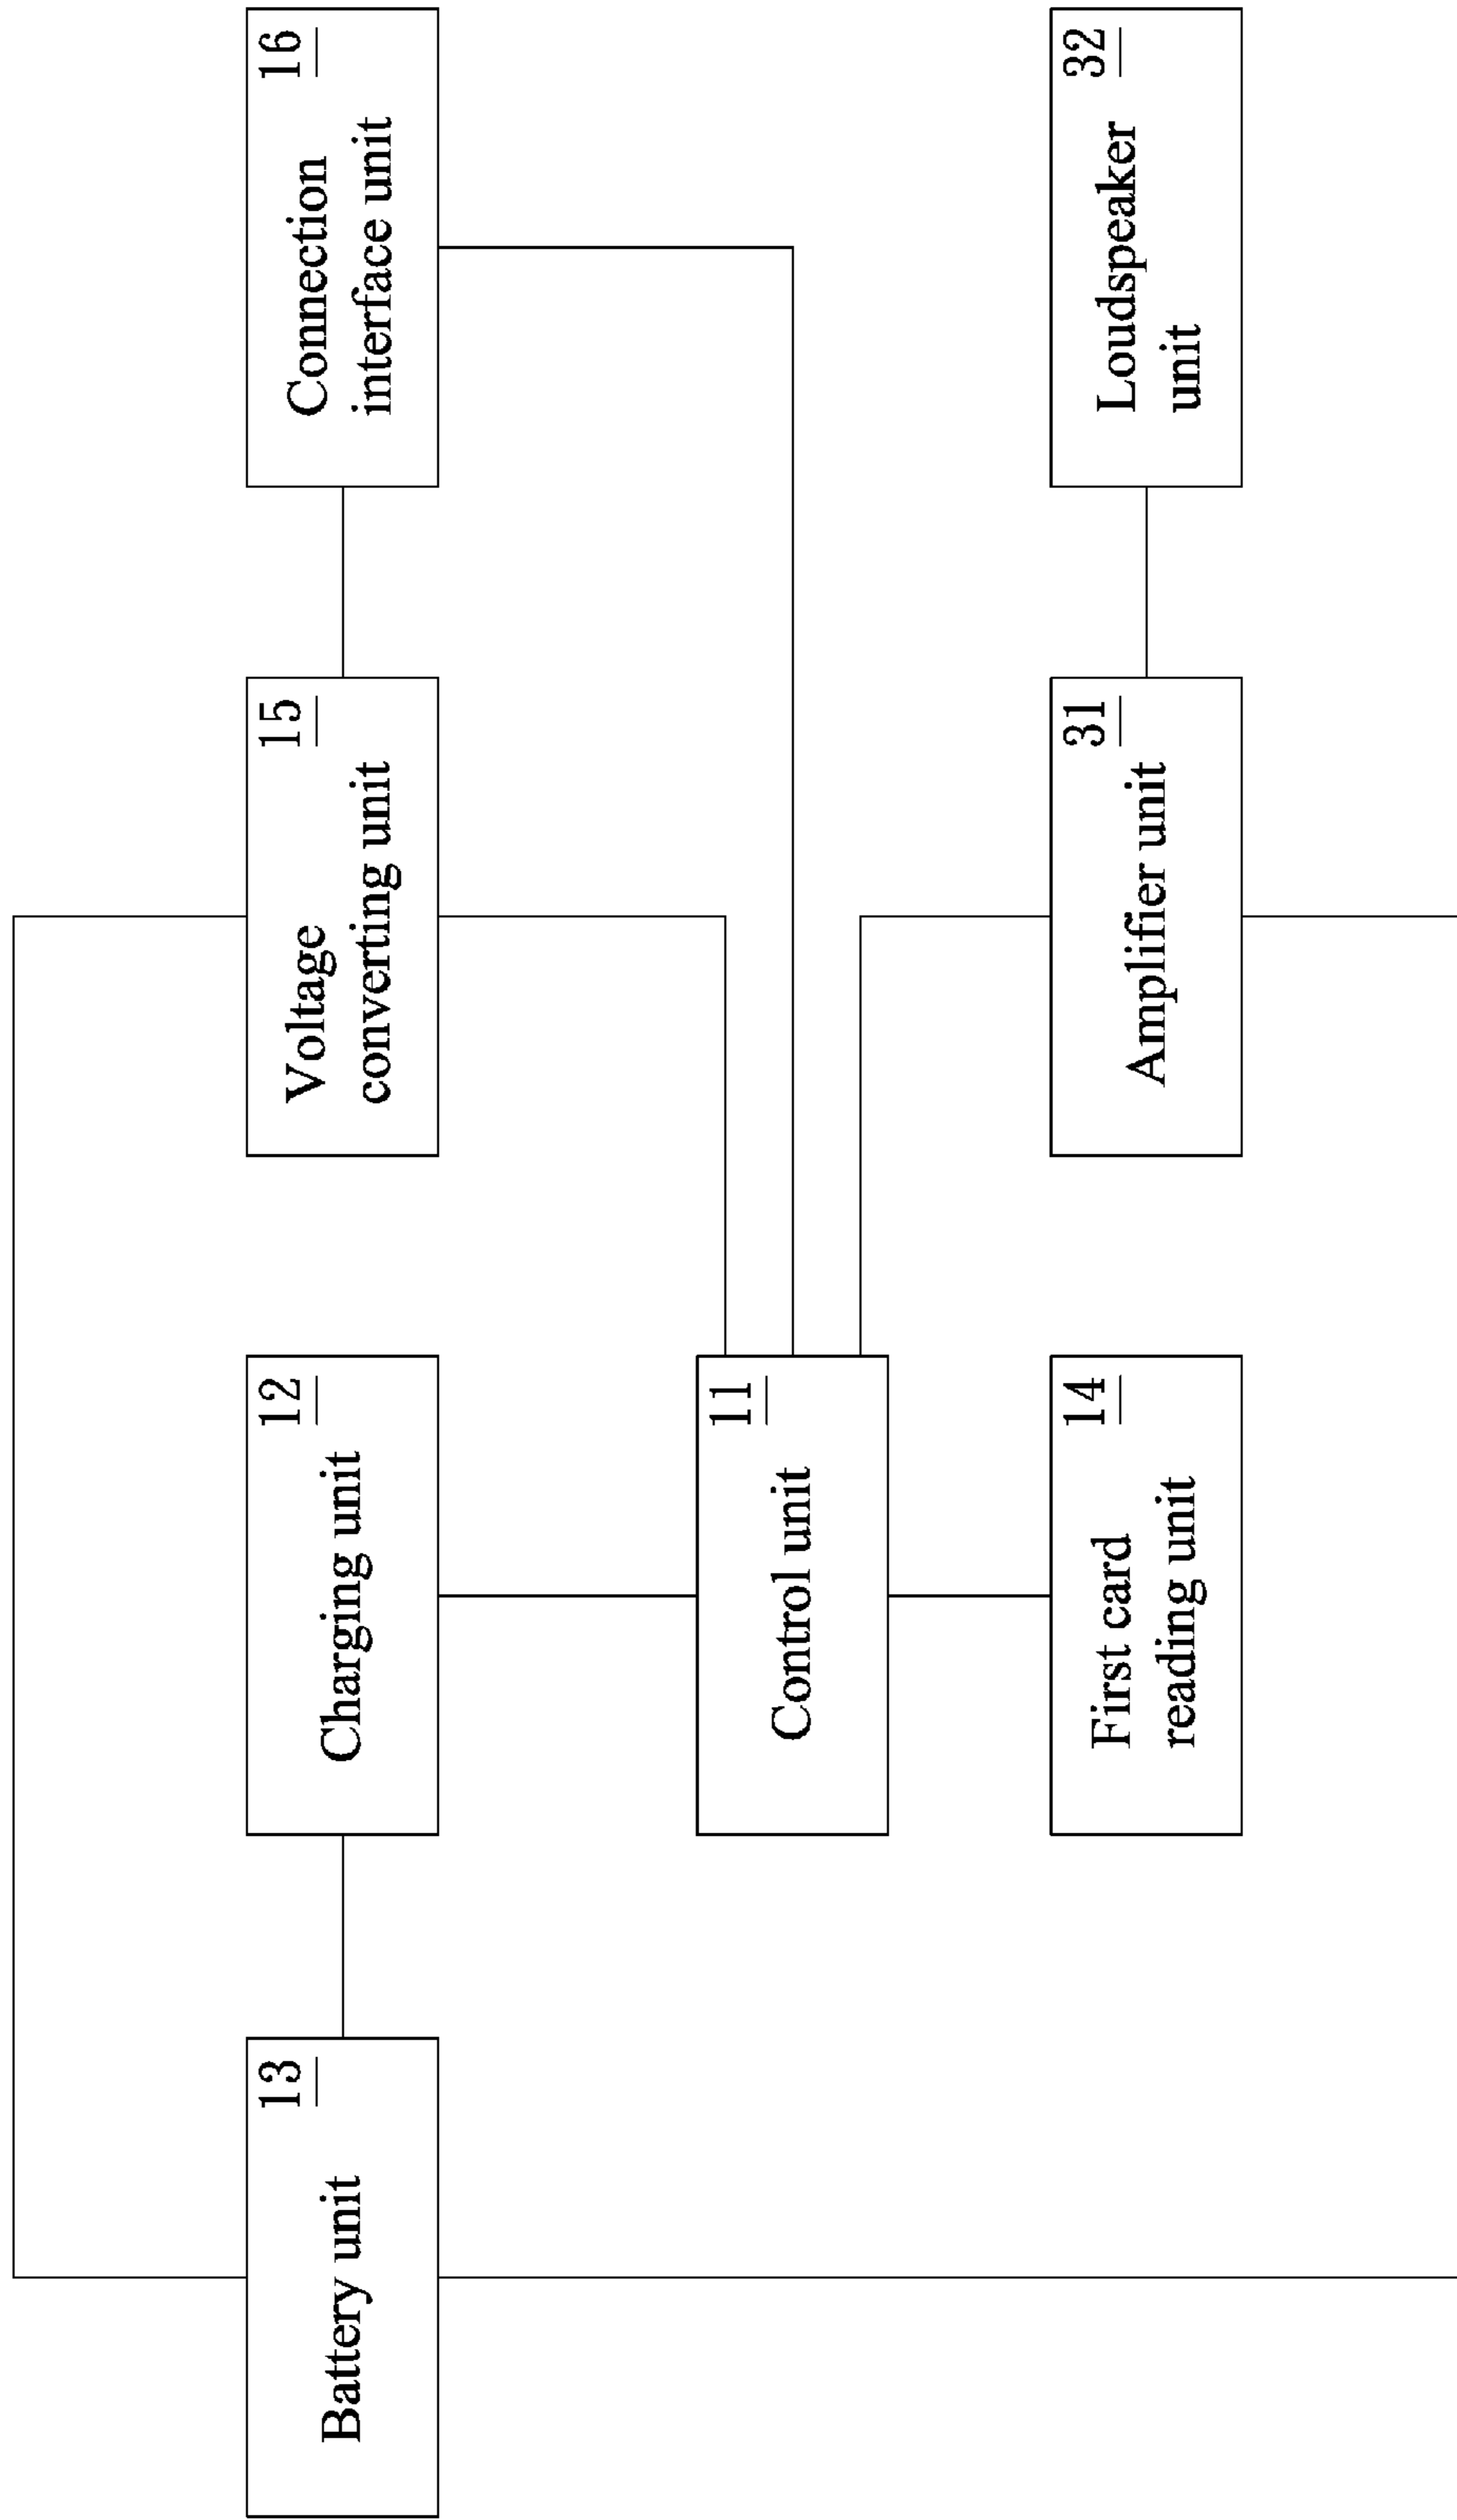 13
Battery unit
12
Charging unit
15
Voltage
converting unit
16
Connection
interface unit
11
Control unit
14
First card
reading unit
31
Amplifier unit
32
Loudspeaker
unit